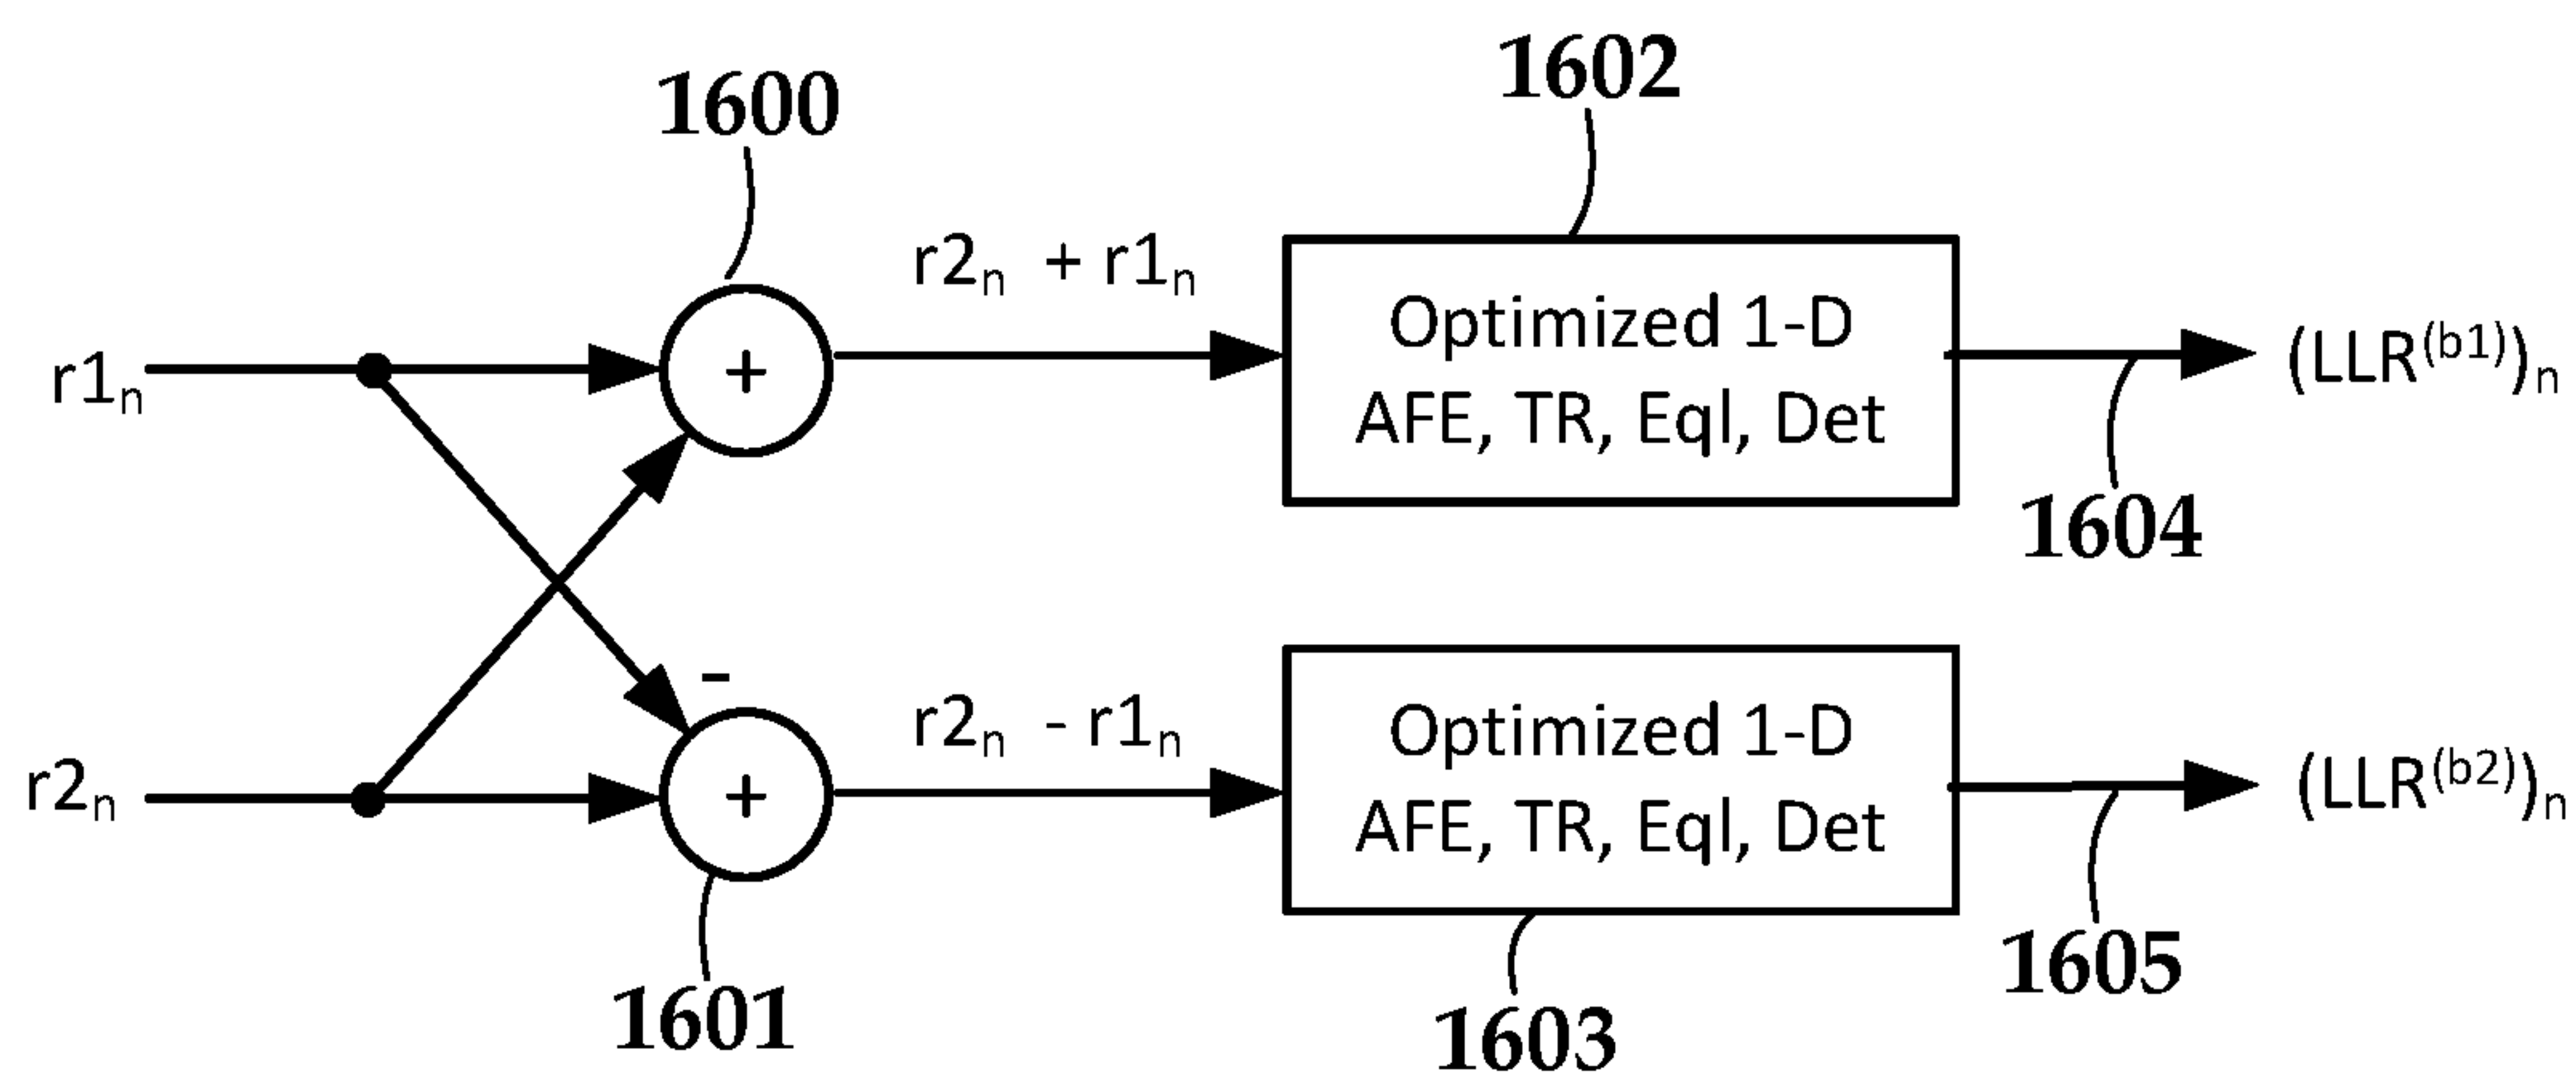 1600
1602
r1n
+
r2n + r1n
Optimized 1-D
AFE, TR, Eql, Det
(LLR(b1))n
1604
-
r2n
+
r2n - r1n
Optimized 1-D
AFE, TR, Eql, Det
(LLR(b2))n
1601
1603
1605